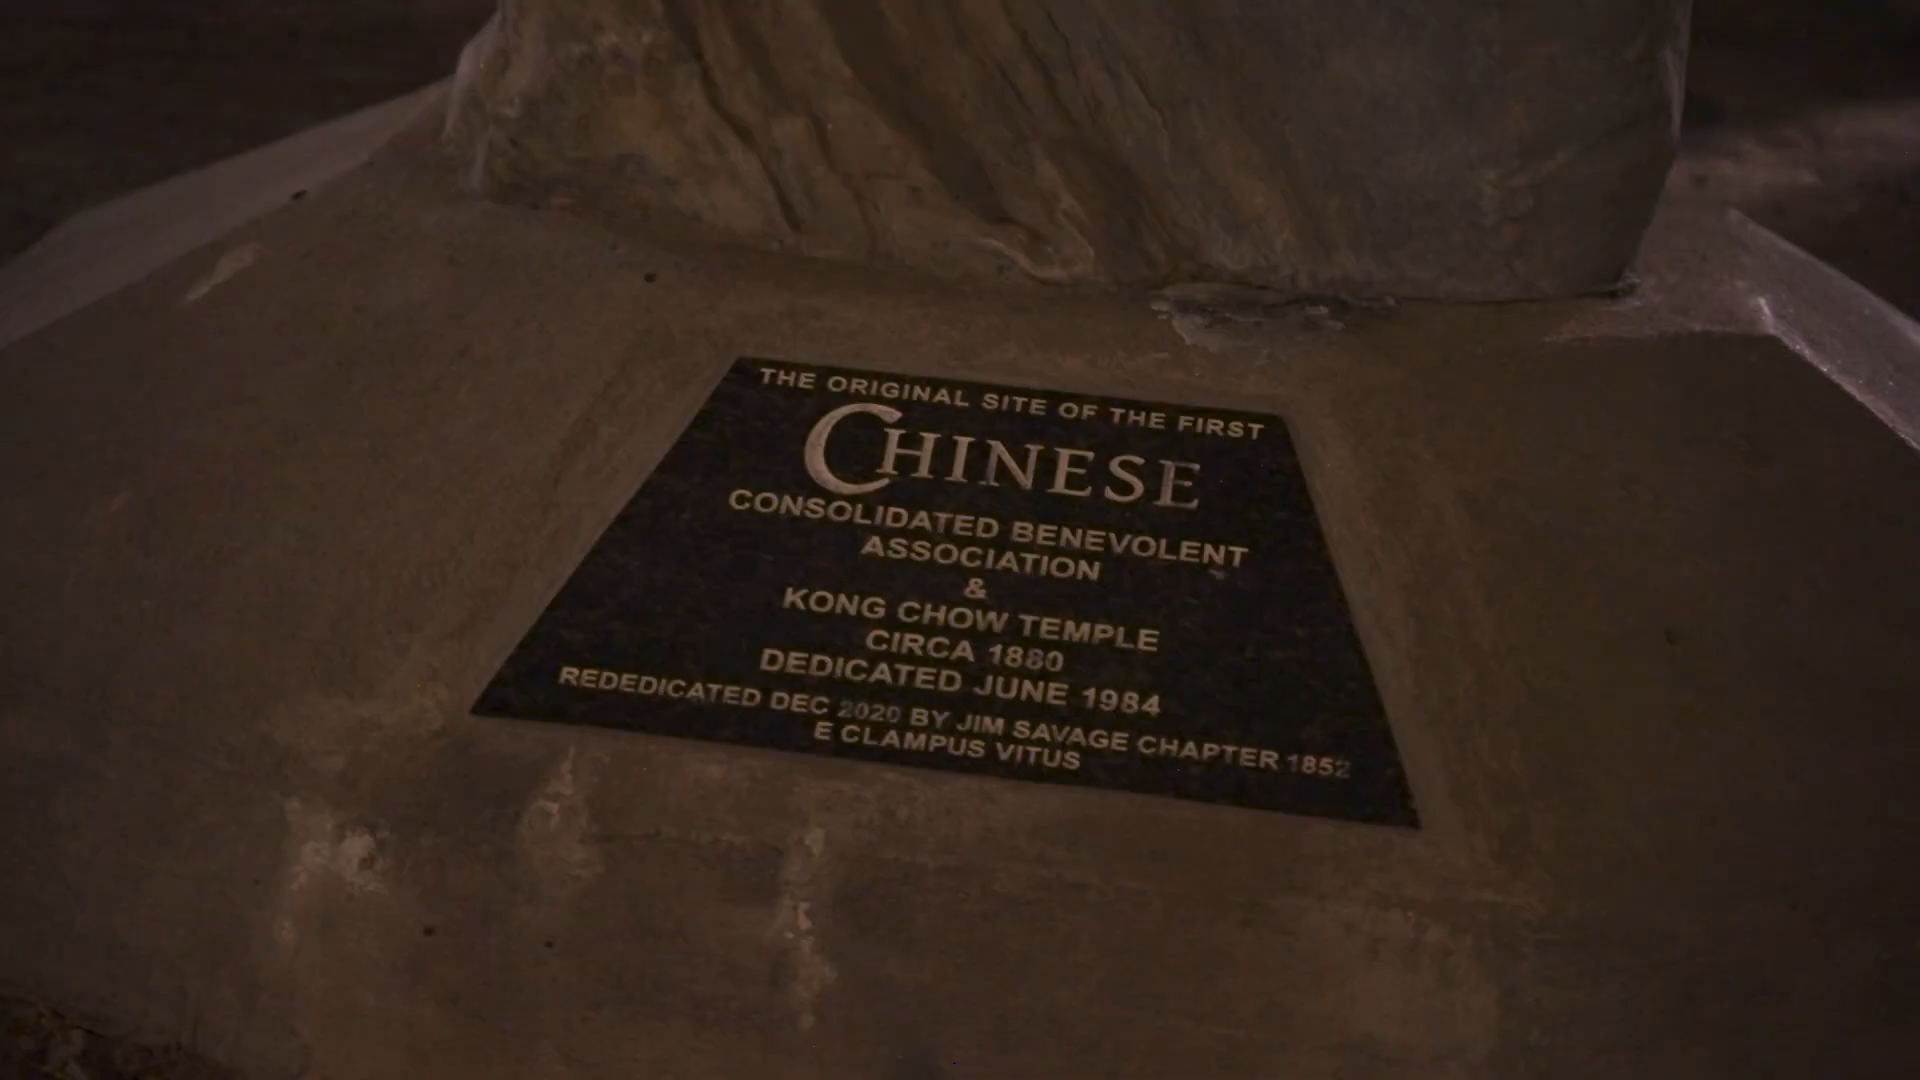 THE ORIGINAL SITE OF THE FIRST
CHINESE
CONSOLIDATED BENEVOLENT
ASSOCIATION
&
KONG CHOW TEMPLE
CIRCA 1880
DEDICATED JUNE 1984
REDEDICATED DEC 2020 BY JIM SAVAGE CHAPTER 1852
E CLAMPUS VITUS